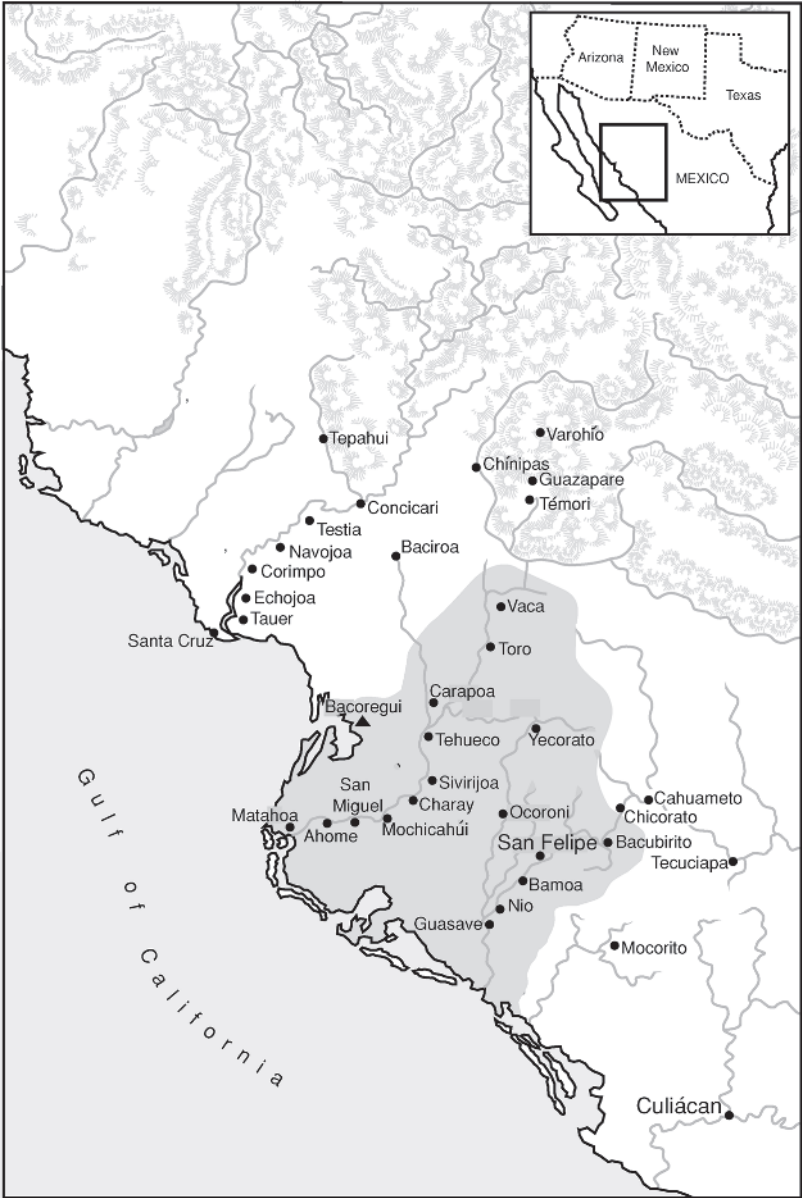 Arizona
New
Mexico
Texas
MEXICO
Varohío
Tepahui
Chínipas
Guazapare
Témori
Concicari
Testia
Navojoa
Baciroa
Corimpo
Echojoa
Vaca
Tauer
Santa Cruz
Toro
Carapoa
Bacoregui
Tehueco
Yecorato
Sivirijoa
San
Miguel
Charay
Cahuameto
Matahoa
Ocoroni
Chicorato
Ahome
Mochicahúi
San Felipe
Bacubirito
Tecuciapa
Bamoa
Nio
Guasave
Mocorito
Gulf
of
California
Culiácan